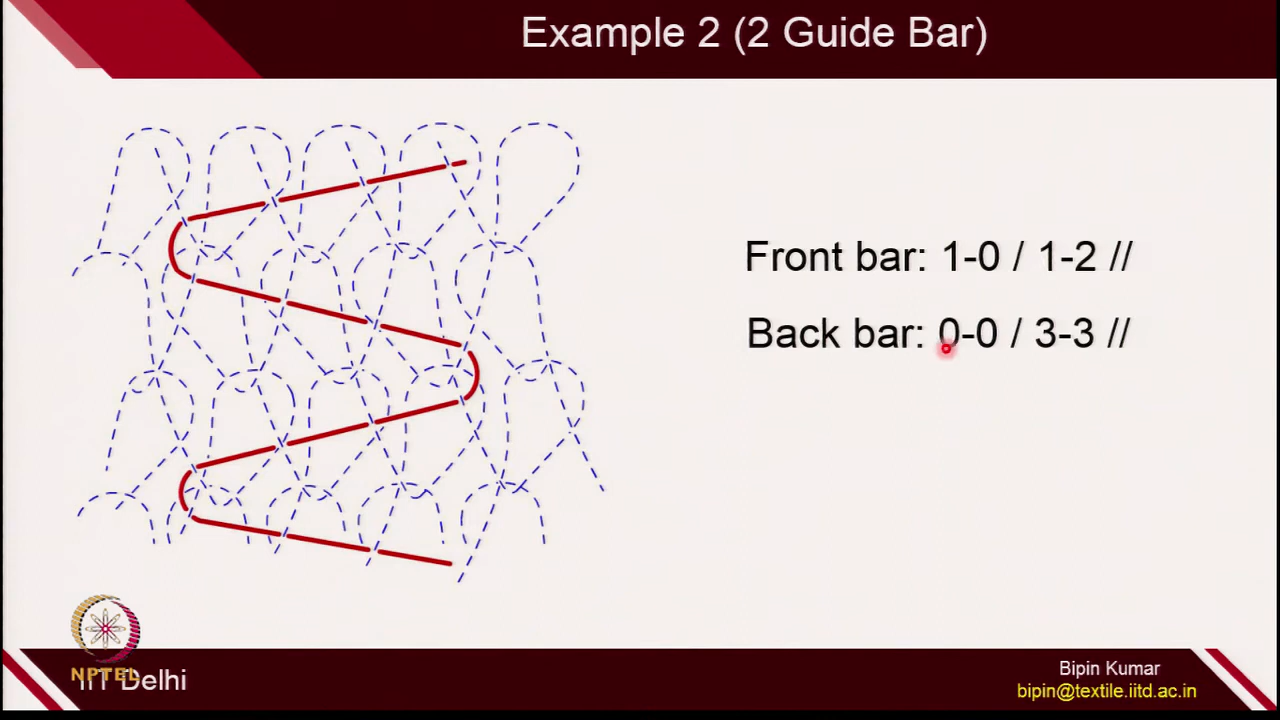 Example 2 (2 Guide Bar)
Front bar: 1-0 / 1-2 //
Back bar: 0-0 / 3-3 //
NPTEL
IIT Delhi
Bipin Kumar
bipin@textile.iitd.ac.in